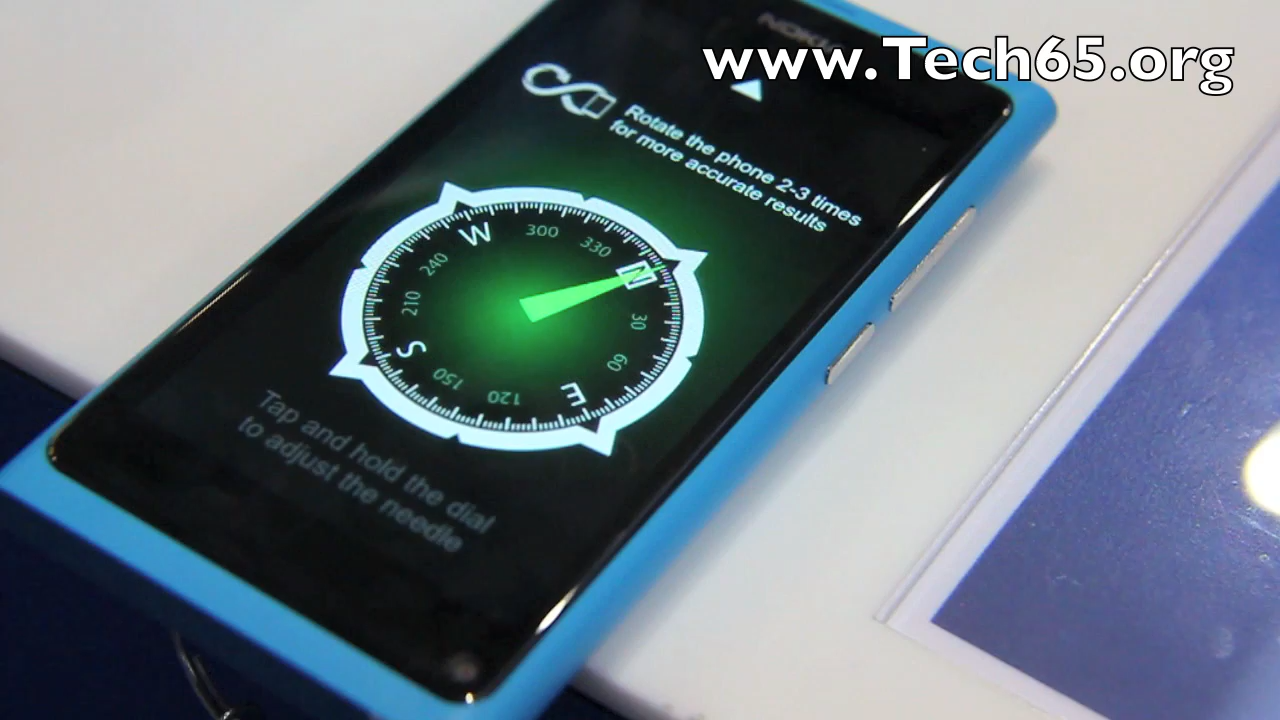 NOKIA
www.Tech65.org
Rotate the phone 2-3 times
for more accurate results
W
300
330
N
30
60
E
120
150
S
210
240
Tap and hold the dial
to adjust the needle